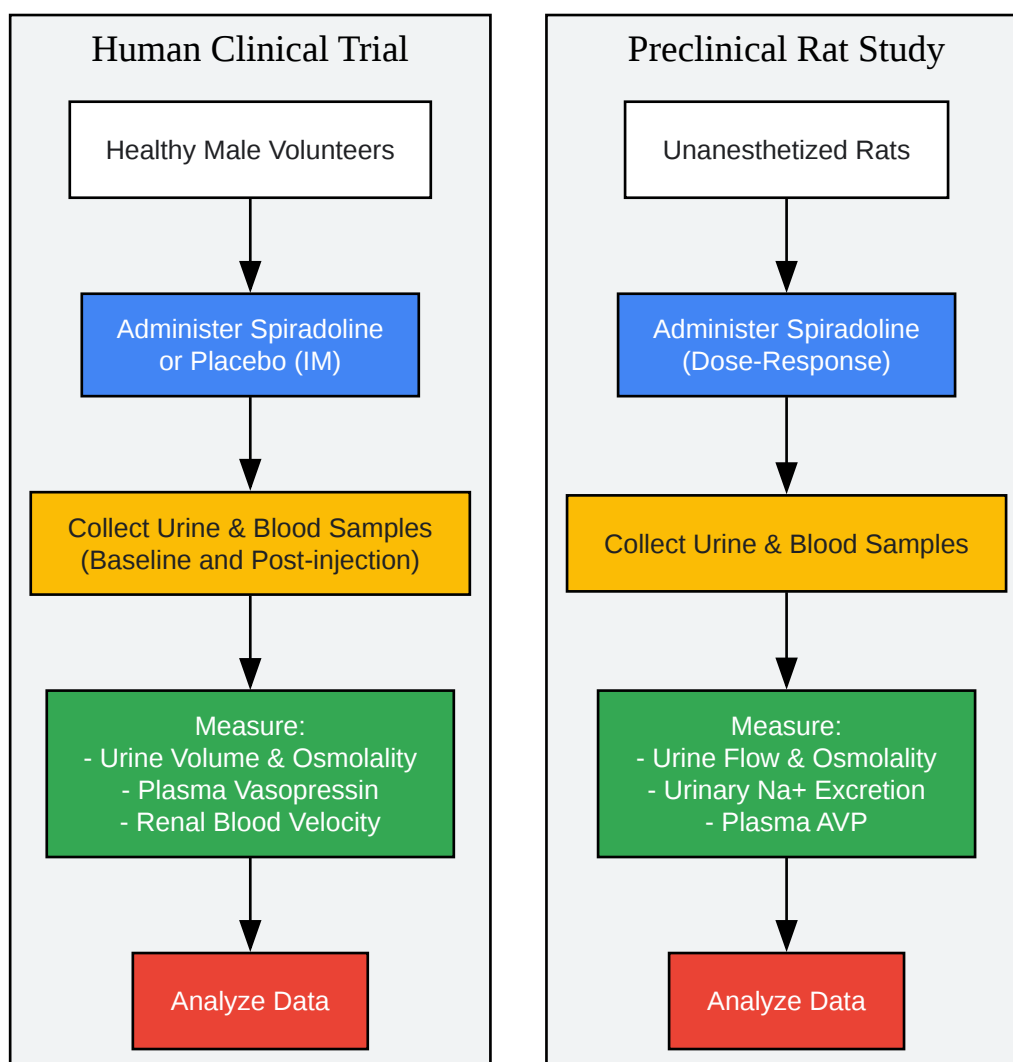 Human Clinical Trial
Healthy Male Volunteers
Administer Spiradoline
or Placebo (IM)
Collect Urine & Blood Samples
(Baseline and Post-injection)
Measure:
- Urine Volume & Osmolality
- Plasma Vasopressin
- Renal Blood Velocity
Analyze Data
Preclinical Rat Study
Unanesthetized Rats
Administer Spiradoline
(Dose-Response)
Collect Urine & Blood Samples
Measure:
- Urine Flow & Osmolality
- Urinary Na+ Excretion
- Plasma AVP
Analyze Data